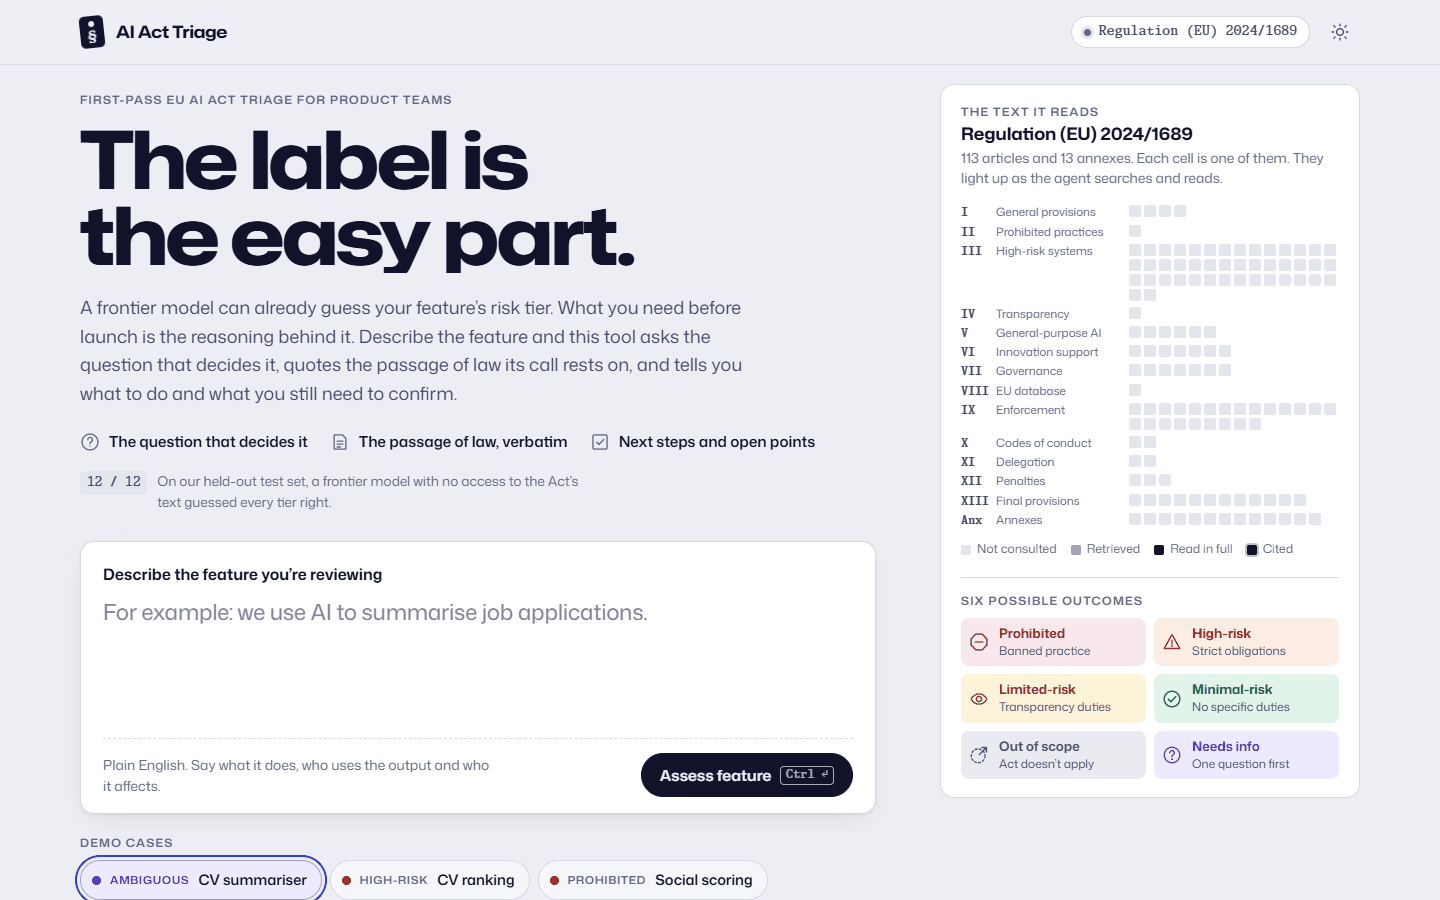 AI Act Triage
Regulation (EU) 2024/1689
FIRST-PASS EU AI ACT TRIAGE FOR PRODUCT TEAMS
The label is
the easy part.
A frontier model can already guess your feature's risk tier. What you need before
launch is the reasoning behind it. Describe the feature and this tool asks the
question that decides it, quotes the passage of law its call rests on, and tells you
what to do and what you still need to confirm.
The question that decides it
The passage of law, verbatim
Next steps and open points
12 / 12
On our held-out test set, a frontier model with no access to the Act's
text guessed every tier right.
Describe the feature you're reviewing
For example: we use AI to summarise job applications.
Plain English. Say what it does, who uses the output and who
it affects.
Assess feature Ctrl ⏎
DEMO CASES
AMBIGUOUS CV summariser
HIGH-RISK CV ranking
PROHIBITED Social scoring
THE TEXT IT READS
Regulation (EU) 2024/1689
113 articles and 13 annexes. Each cell is one of them. They
light up as the agent searches and reads.
I General provisions
II Prohibited practices
III High-risk systems
IV Transparency
V General-purpose AI
VI Innovation support
VII Governance
VIII EU database
IX Enforcement
X Codes of conduct
XI Delegation
XII Penalties
XIII Final provisions
Anx Annexes
Not consulted
Retrieved
Read in full
Cited
SIX POSSIBLE OUTCOMES
Prohibited
Banned practice
High-risk
Strict obligations
Limited-risk
Transparency duties
Minimal-risk
No specific duties
Out of scope
Act doesn't apply
Needs info
One question first